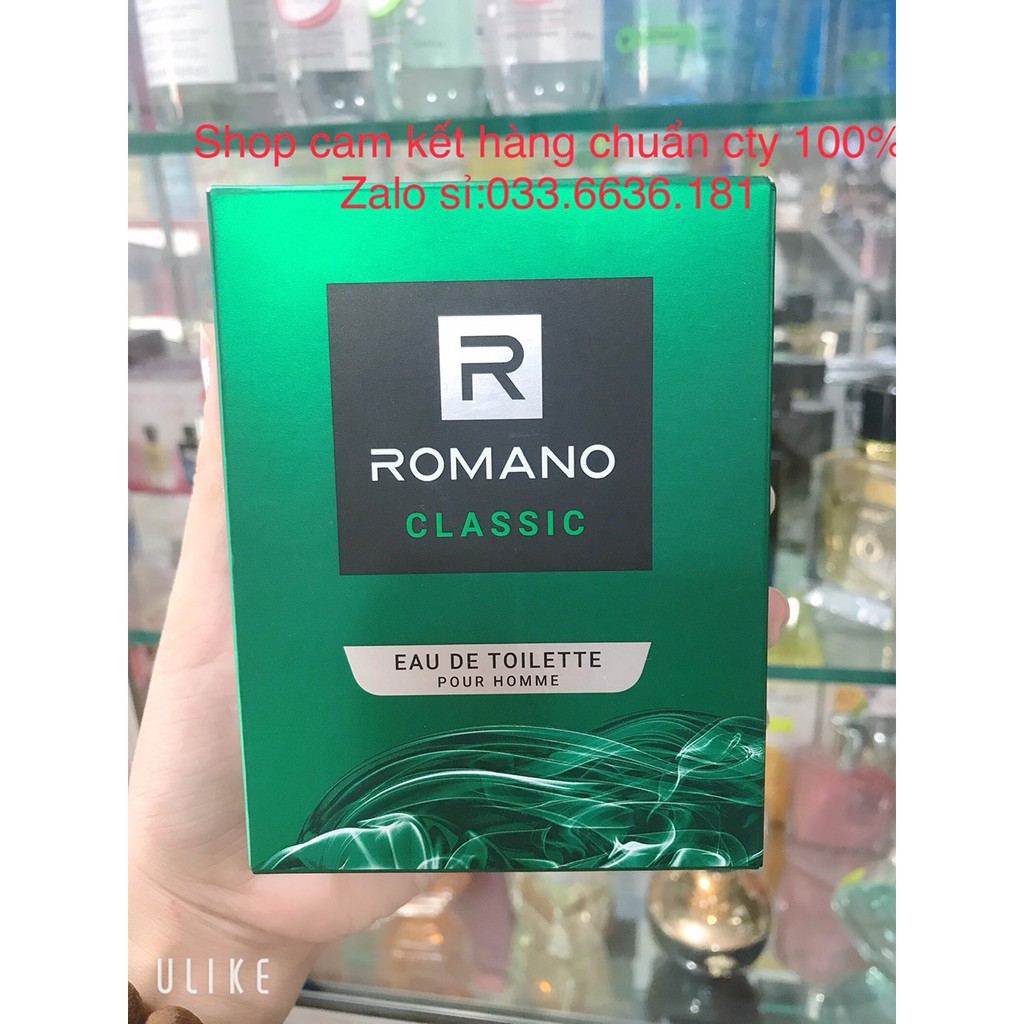 Shop cam kết hàng chuẩn cty 100%
Zalo sỉ:033.6636.181
R
ROMANO
CLASSIC
EAU DE TOILETTE
POUR HOMME
ULIKE